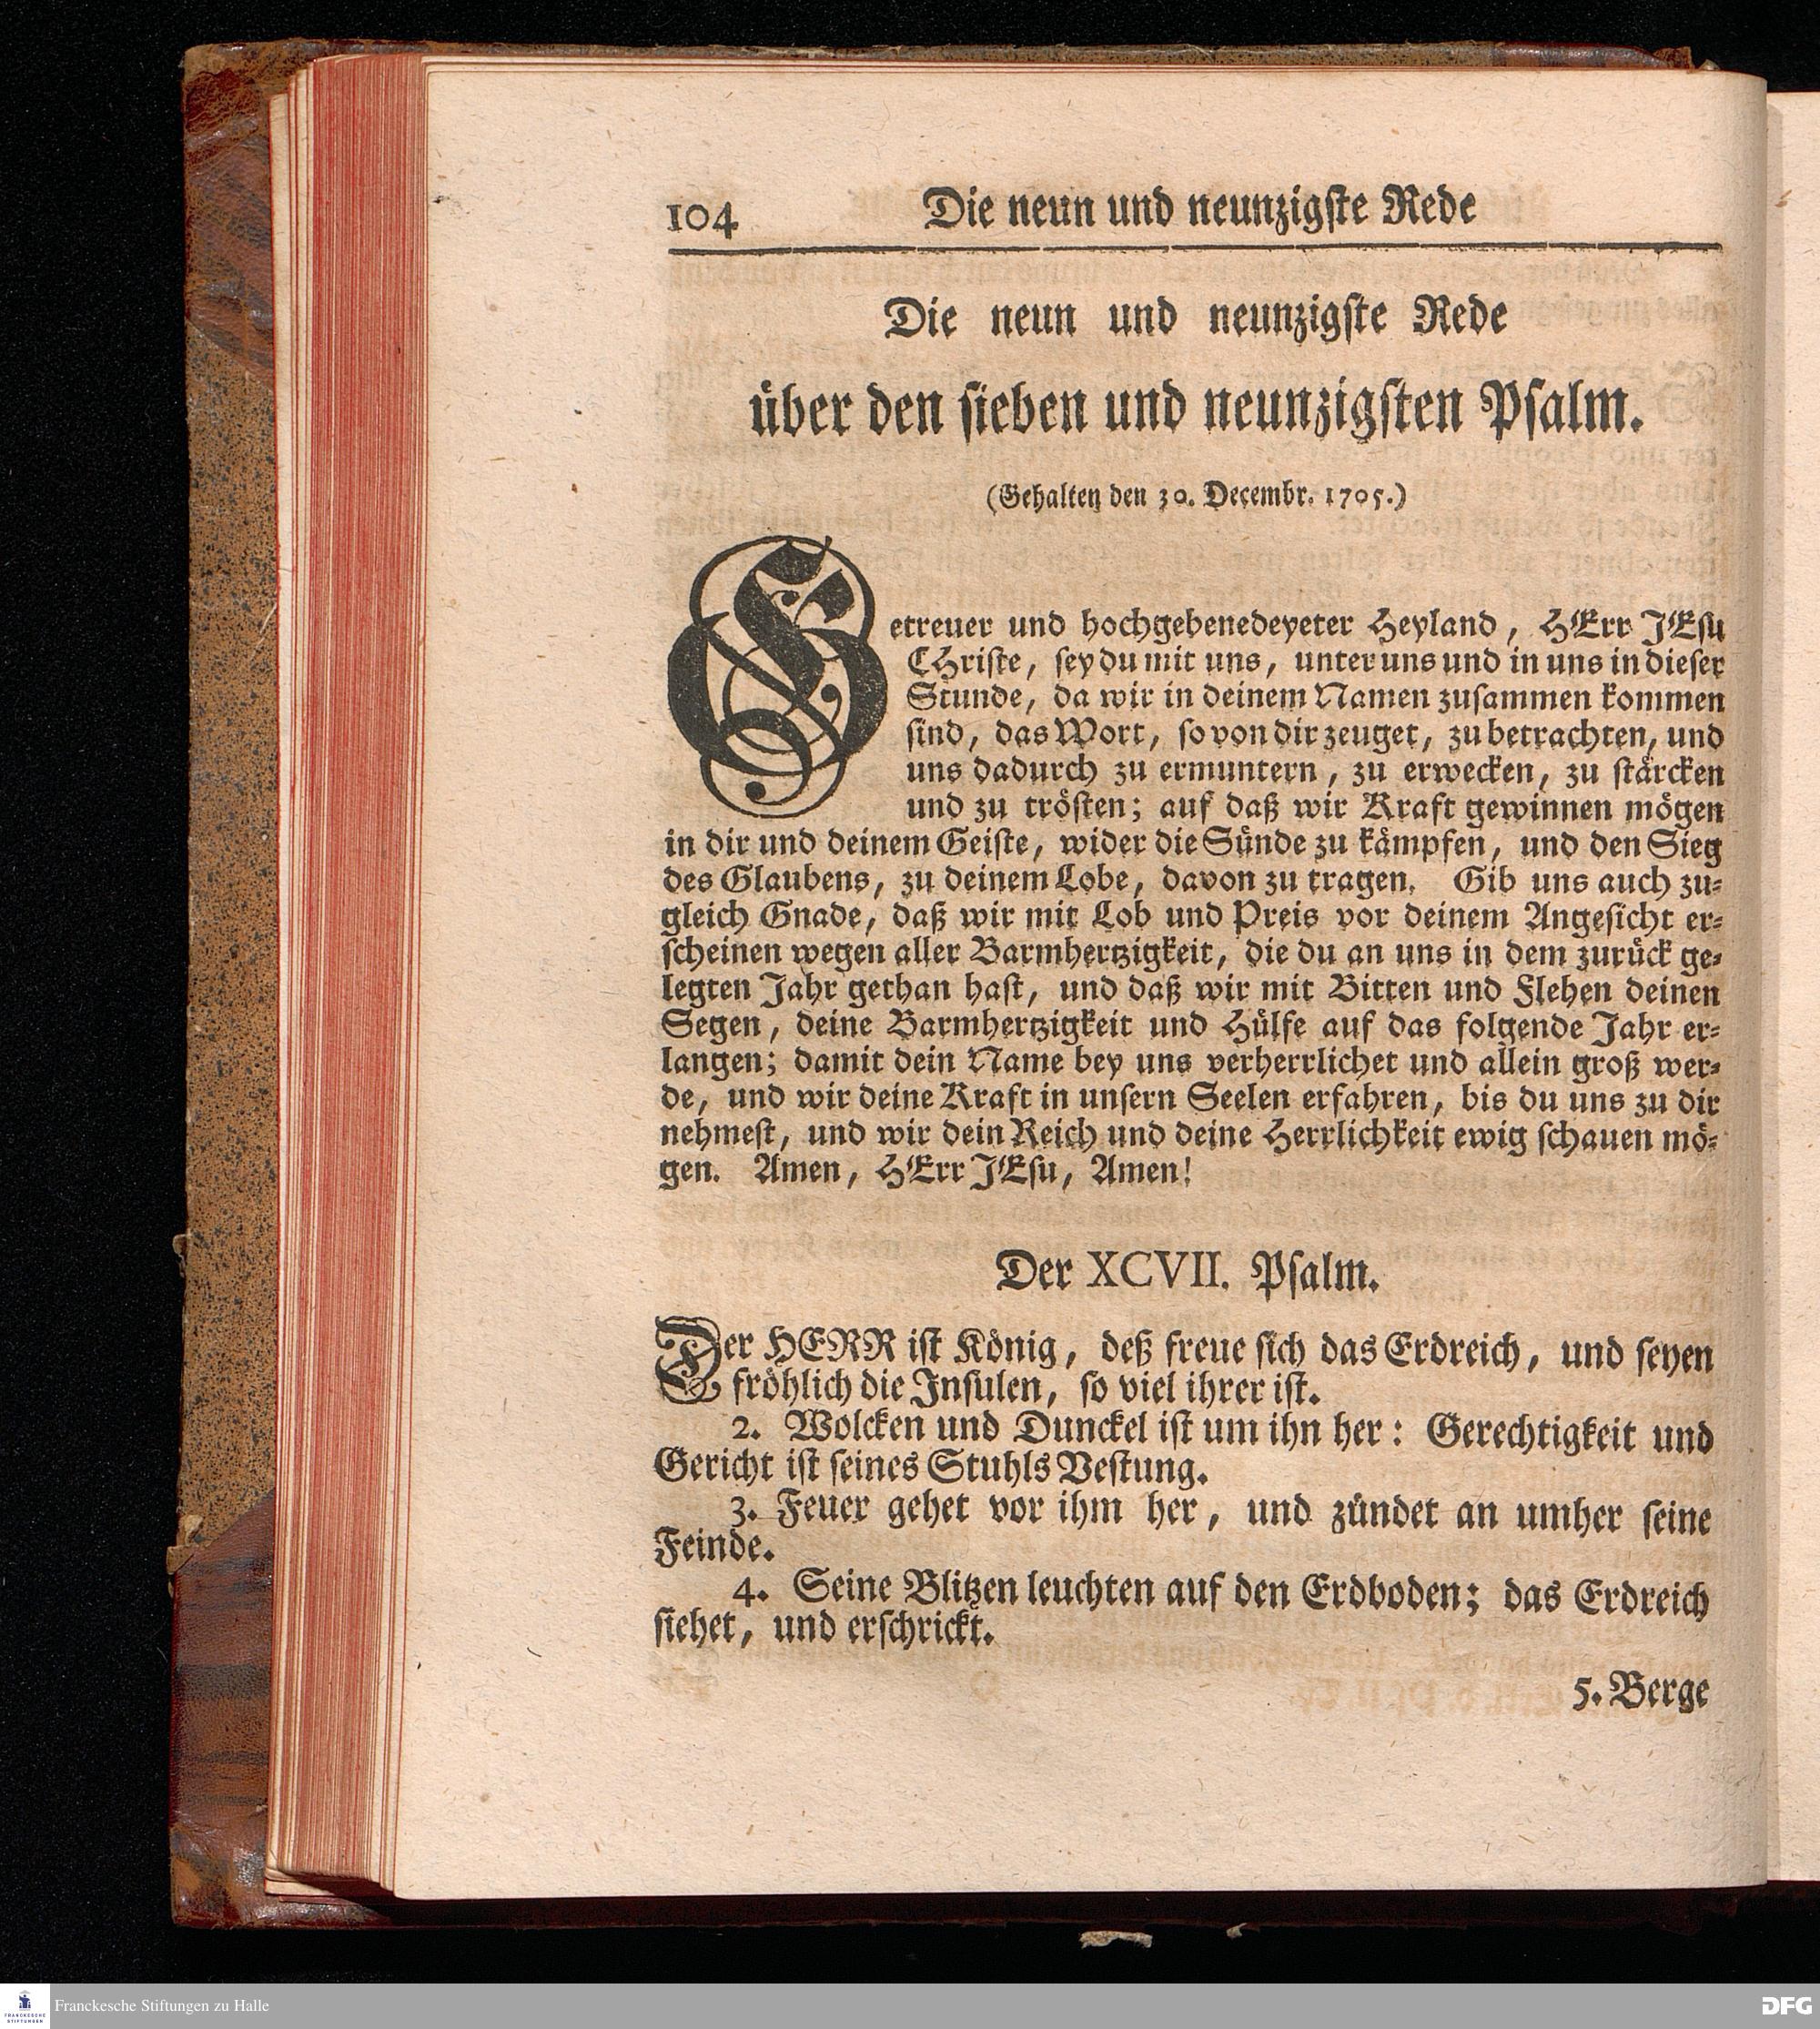 104 Die neun und neunzigſte Rede
Die neun und neunzigſte Rede
über den ſieben und neunzigſten Pſalm.
(Gehalten den 30. Decembr. 1705.)
Getreuer und hochgebenedeyeter Heyland, HErr JEſu
CHriſte, ſey du mit uns, unter uns und in uns in dieſer
Stunde, da wir in deinem Namen zuſammen kommen
ſind, das Wort, ſo von dir zeuget, zu betrachten, und
uns dadurch zu ermuntern, zu erwecken, zu ſtärcken
und zu tröſten; auf daß wir Kraft gewinnen mögen
in dir und deinem Geiſte, wider die Sünde zu kämpfen, und den Sieg
des Glaubens, zu deinem Lobe, davon zu tragen. Gib uns auch zu⸗
gleich Gnade, daß wir mit Lob und Preis vor deinem Angeſicht er⸗
ſcheinen wegen aller Barmhertzigkeit, die du an uns in dem zurück ge⸗
legten Jahr gethan haſt, und daß wir mit Bitten und Flehen deinen
Segen, deine Barmhertzigkeit und Hülfe auf das folgende Jahr er⸗
langen; damit dein Name bey uns verherrlichet und allein groß wer⸗
de, und wir deine Kraft in unſern Seelen erfahren, bis du uns zu dir
nehmeſt, und wir dein Reich und deine Herrlichkeit ewig ſchauen mö⸗
gen. Amen, HErr JEſu, Amen!
Der XCVII. Pſalm.
Der HERR iſt König, deß freue ſich das Erdreich, und ſeyen
fröhlich die Inſulen, ſo viel ihrer iſt.
2. Wolcken und Dunckel iſt um ihn her: Gerechtigkeit und
Gericht iſt ſeines Stuhls Veſtung.
3. Feuer gehet vor ihm her, und zündet an umher ſeine
Feinde.
4. Seine Blitzen leuchten auf den Erdboden; das Erdreich
ſiehet, und erſchrickt.
5. Berge
FRANCKESCHE STIFTUNGEN
Franckesche Stiftungen zu Halle
DFG